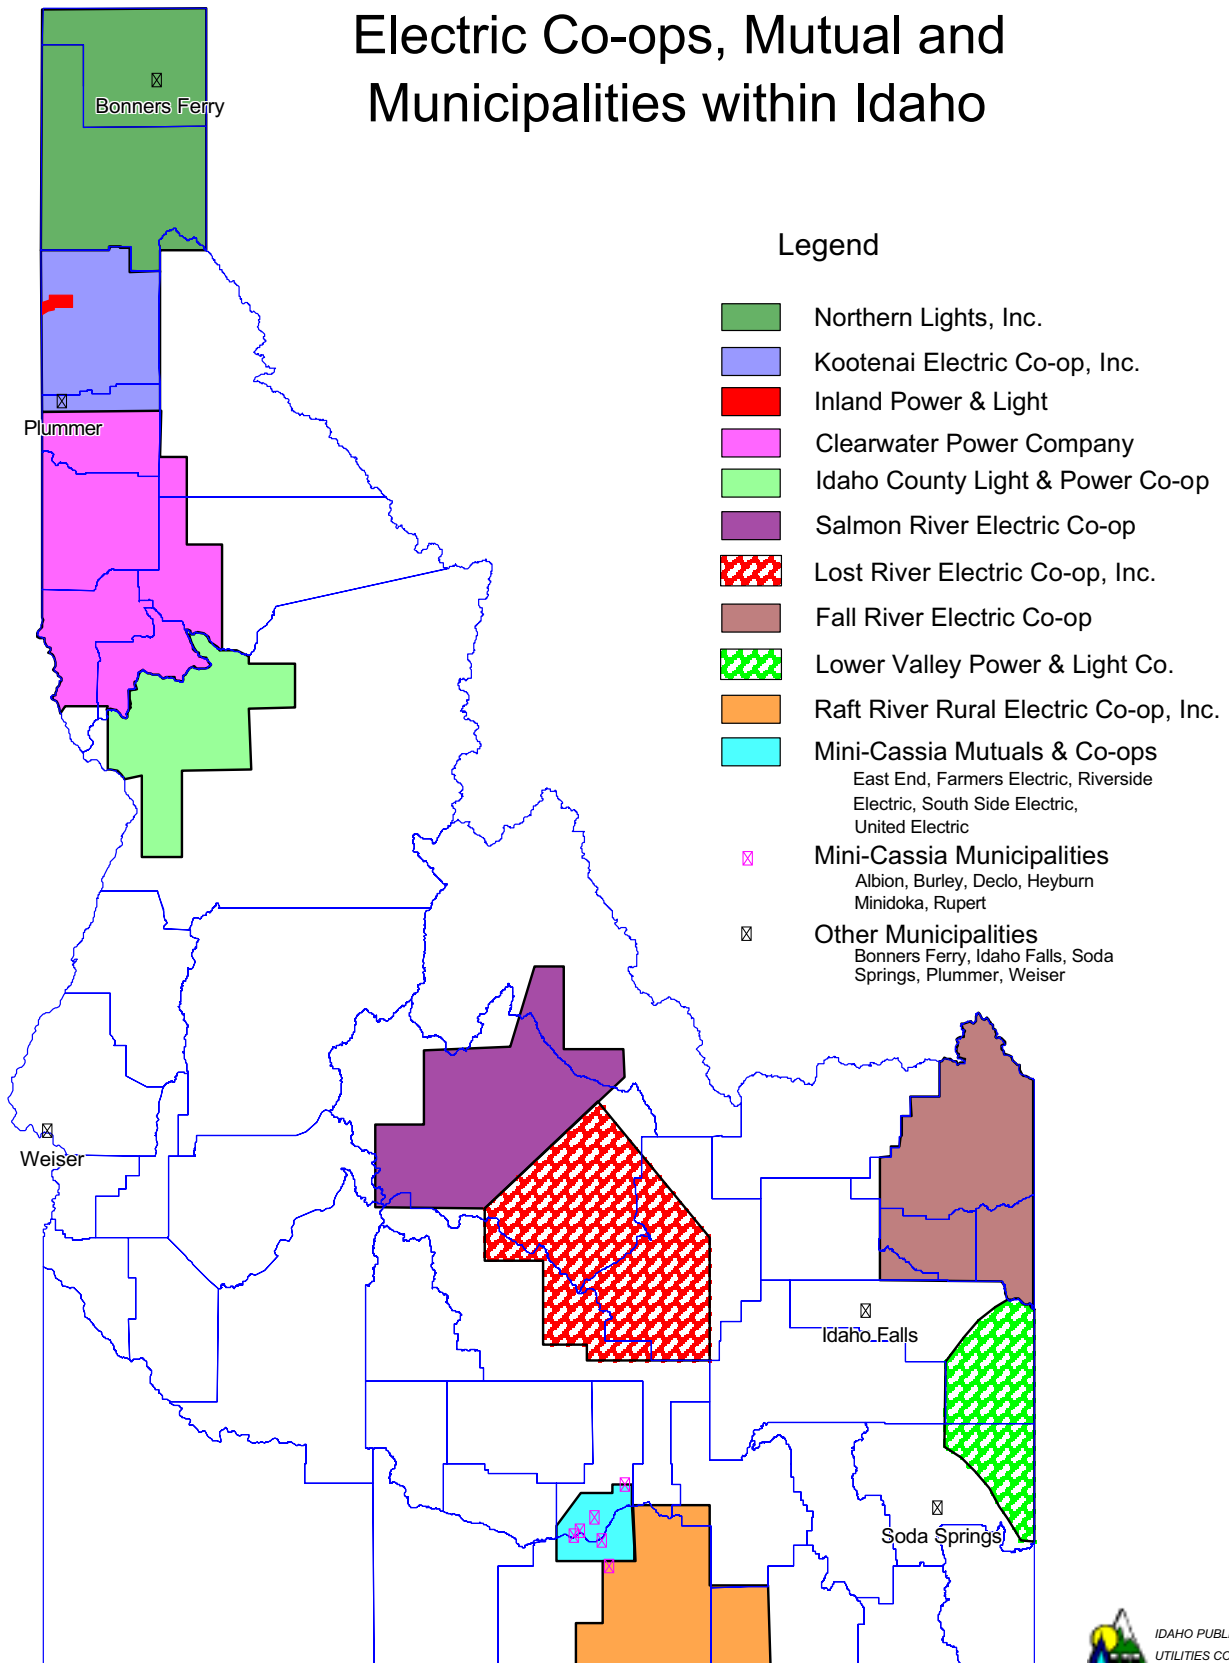 Electric Co-ops, Mutual and
Municipalities within Idaho
Bonners Ferry
Legend
Northern Lights, Inc.
Kootenai Electric Co-op, Inc.
Inland Power & Light
Plummer
Clearwater Power Company
Idaho County Light & Power Co-op
Salmon River Electric Co-op
Lost River Electric Co-op, Inc.
Fall River Electric Co-op
Lower Valley Power & Light Co.
Raft River Rural Electric Co-op, Inc.
Mini-Cassia Mutuals & Co-ops
East End, Farmers Electric, Riverside
Electric, South Side Electric,
United Electric
Mini-Cassia Municipalities
Albion, Burley, Declo, Heyburn
Minidoka, Rupert
Other Municipalities
Bonners Ferry, Idaho Falls, Soda
Springs, Plummer, Weiser
Weiser
Idaho Falls
Soda Springs
IDAHO PUBLI
UTILITIES CO